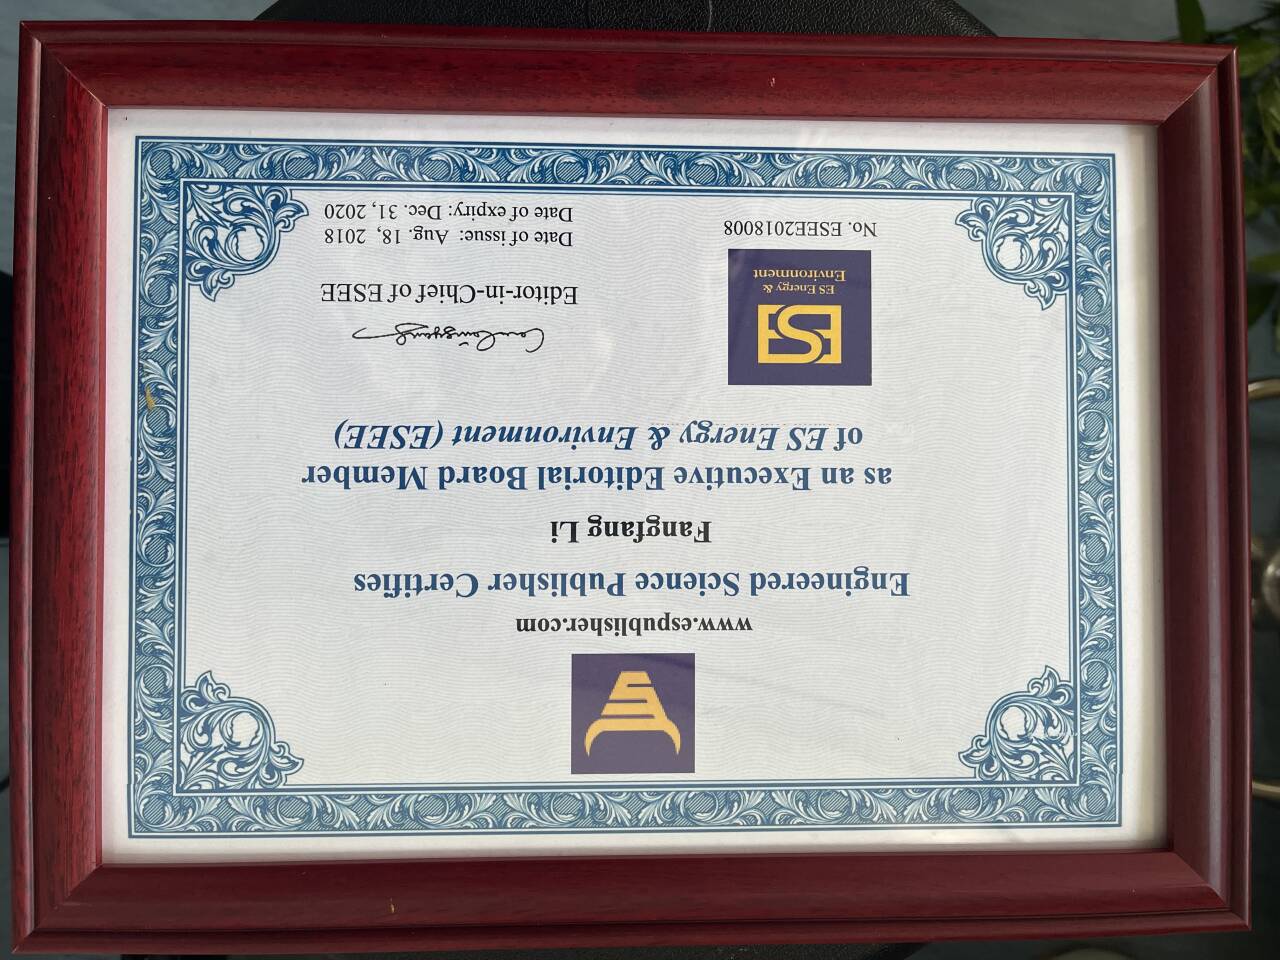 www.espublisher.com
Engineered Science Publisher Certifies
Fangfang Li
as an Executive Editorial Board Member
of ES Energy & Environment (ESEE)
ES
ES Energy &
Environment
No. ESEE2018008
Editor-in-Chief of ESEE
Date of issue: Aug. 18, 2018
Date of expiry: Dec. 31, 2020